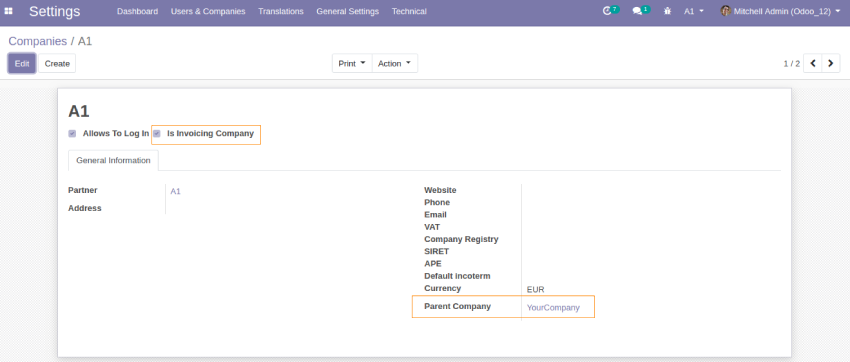 Settings Dashboard Users & Companies Translations General Settings Technical 7 1 A1 Mitchell Admin (Odoo_12)
Companies / A1
Edit Create Print Action 1 / 2
A1
Allows To Log In Is Invoicing Company
General Information
Partner A1
Address
Website
Phone
Email
VAT
Company Registry
SIRET
APE
Default incoterm
Currency EUR
Parent Company YourCompany